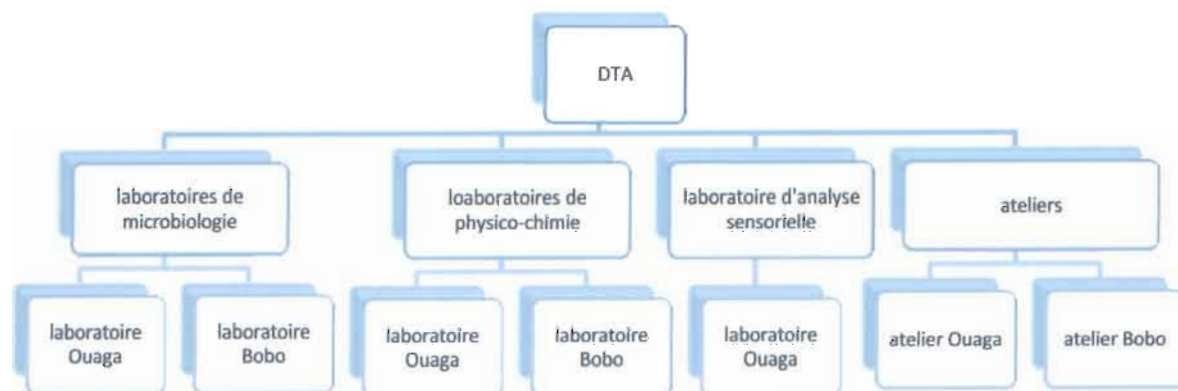 DTA
laboratoires de
microbiologie
loaboratoires de
physico-chimie
laboratoire d'analyse
sensorielle
ateliers
laboratoire
Ouaga
laboratoire
Bobo
laboratoire
Ouaga
laboratoire
Bobo
laboratoire
Ouaga
atelier Ouaga
atelier Bobo